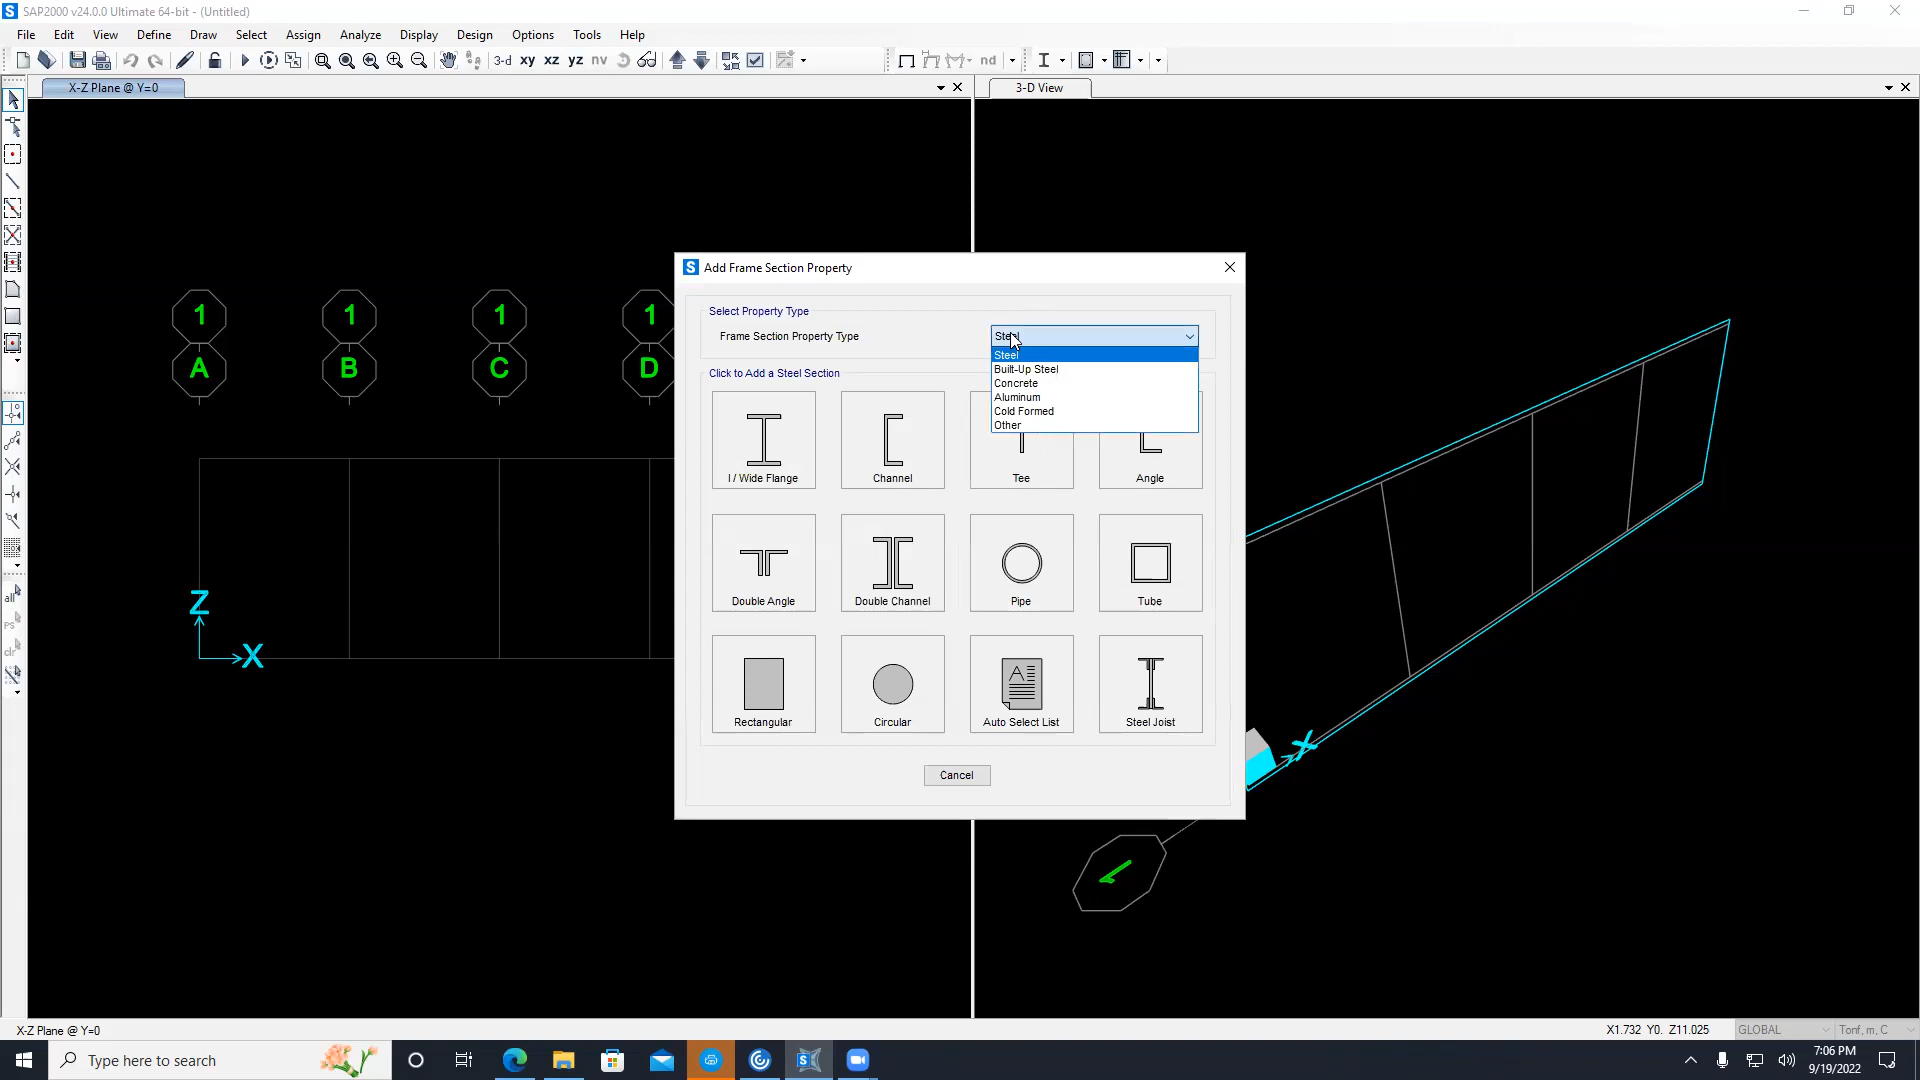 SAP2000 v24.0.0 Ultimate 64-bit - (Untitled)
File Edit View Define Draw Select Assign Analyze Display Design Options Tools Help
3-d xy xz yz nv nd
X-Z Plane @ Y=0
3-D View
Add Frame Section Property
Select Property Type
Frame Section Property Type
Steel
Steel
Built-Up Steel
Concrete
Aluminum
Cold Formed
Other
Click to Add a Steel Section
I / Wide Flange
Channel
Tee
Angle
Double Angle
Double Channel
Pipe
Tube
Rectangular
Circular
Auto Select List
Steel Joist
Cancel
1 1 1 1
A B C D
Z
X
X
1
all
ps
clr
X-Z Plane @ Y=0
X1.732 Y0. Z11.025
GLOBAL
Tonf, m, C
Type here to search
7:06 PM
9/19/2022